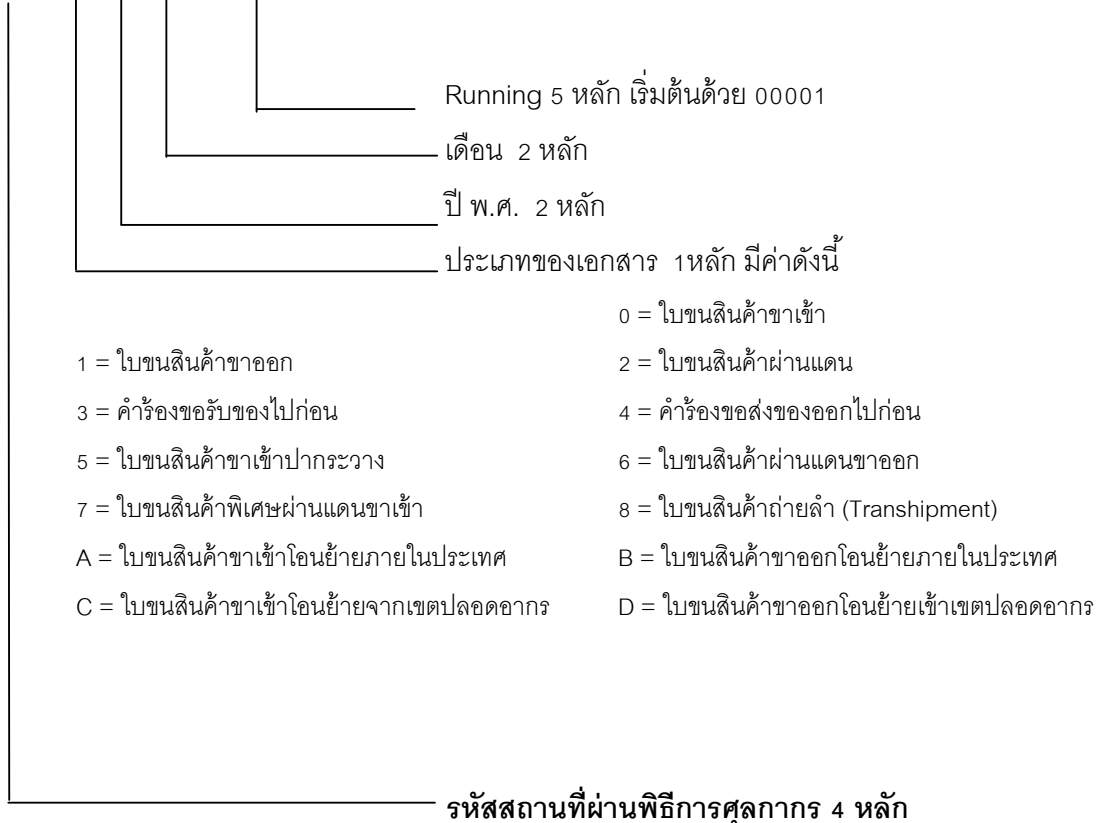 Running 5 หลัก เริ่มต้นด้วย 00001
เดือน 2 หลัก
ปี พ.ศ. 2 หลัก
ประเภทของเอกสาร 1หลัก มีค่าดังนี้
0 = ใบขนสินค้าขาเข้า
1 = ใบขนสินค้าขาออก 2 = ใบขนสินค้าผ่านแดน
3 = คำร้องขอรับของไปก่อน 4 = คำร้องขอส่งของออกไปก่อน
5 = ใบขนสินค้าขาเข้าปากระวาง 6 = ใบขนสินค้าผ่านแดนขาออก
7 = ใบขนสินค้าพิเศษผ่านแดนขาเข้า 8 = ใบขนสินค้าถ่ายลำ (Transhipment)
A = ใบขนสินค้าขาเข้าโอนย้ายภายในประเทศ B = ใบขนสินค้าขาออกโอนย้ายภายในประเทศ
C = ใบขนสินค้าขาเข้าโอนย้ายจากเขตปลอดอากร D = ใบขนสินค้าขาออกโอนย้ายเข้าเขตปลอดอากร
รหัสสถานที่ผ่านพิธีการศุลกากร 4 หลัก